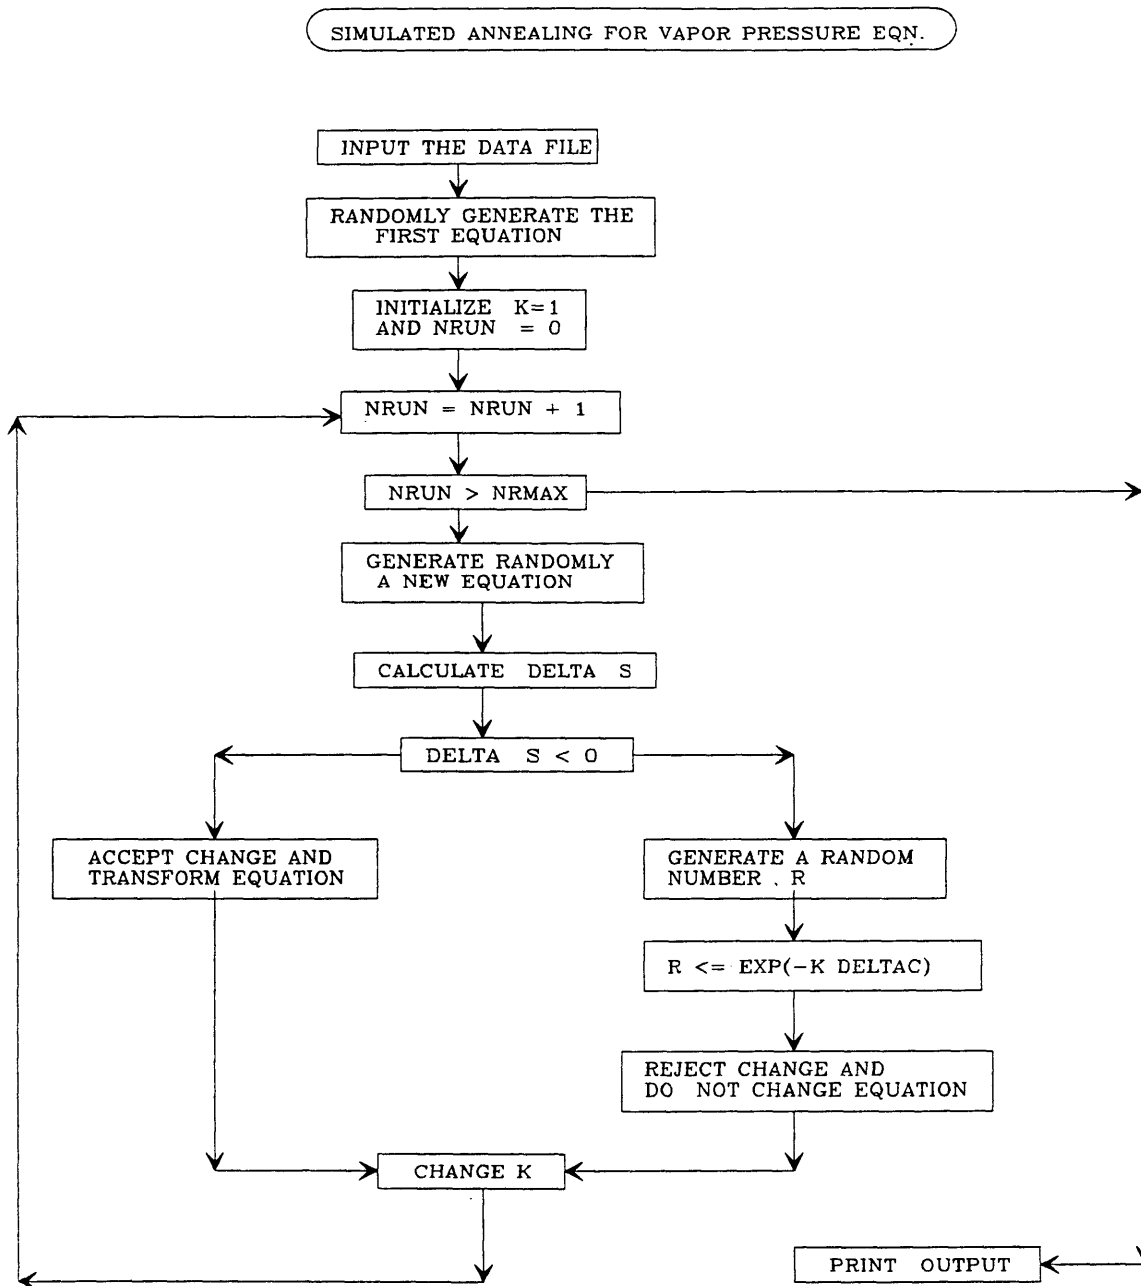 SIMULATED ANNEALING FOR VAPOR PRESSURE EQN.
INPUT THE DATA FILE
RANDOMLY GENERATE THE
FIRST EQUATION
INITIALIZE K=1
AND NRUN = 0
NRUN = NRUN + 1
NRUN > NRMAX
GENERATE RANDOMLY
A NEW EQUATION
CALCULATE DELTA S
DELTA S < 0
ACCEPT CHANGE AND
TRANSFORM EQUATION
GENERATE A RANDOM
NUMBER . R
R <= EXP(-K DELTAC)
REJECT CHANGE AND
DO NOT CHANGE EQUATION
CHANGE K
PRINT OUTPUT